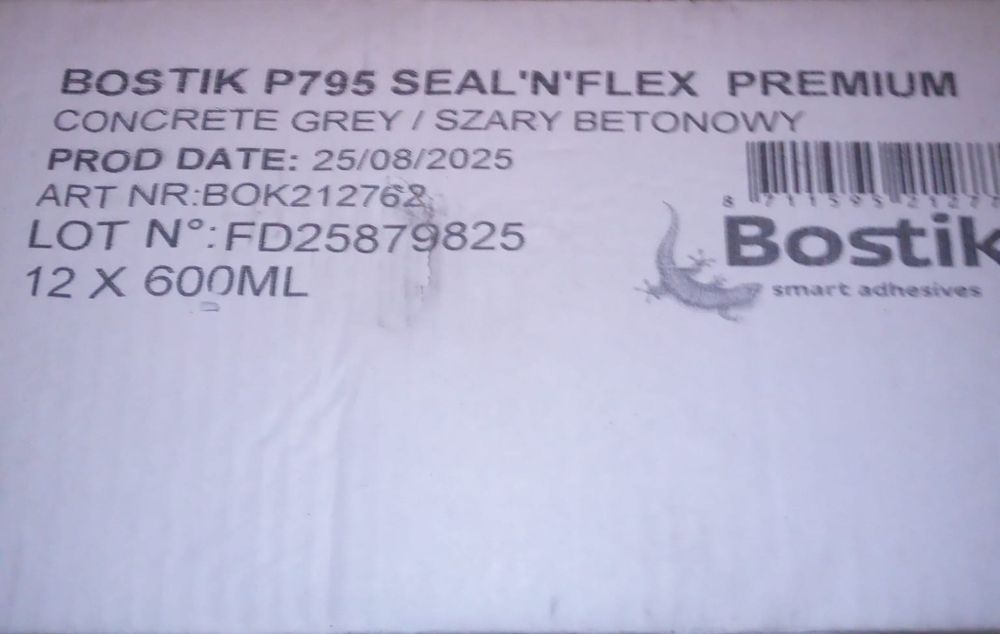 BOSTIK P795 SEAL'N'FLEX PREMIUM
CONCRETE GREY / SZARY BETONOWY
PROD DATE: 25/08/2025
ART NR:BOK212762
LOT N°:FD25879825
12 X 600ML
Bostik
smart adhesives